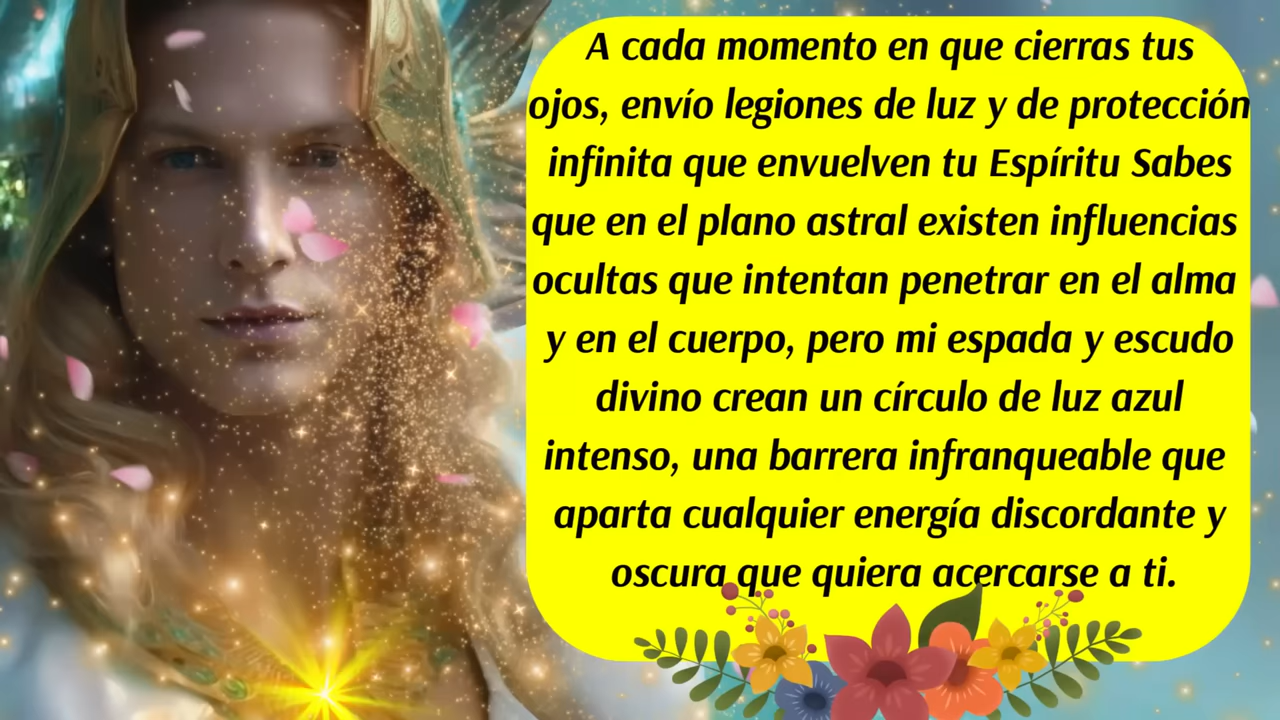 A cada momento en que cierras tus
ojos, envío legiones de luz y de protección
infinita que envuelven tu Espíritu Sabes
que en el plano astral existen influencias
ocultas que intentan penetrar en el alma
y en el cuerpo, pero mi espada y escudo
divino crean un círculo de luz azul
intenso, una barrera infranqueable que
aparta cualquier energía discordante y
oscura que quiera acercarse a ti.